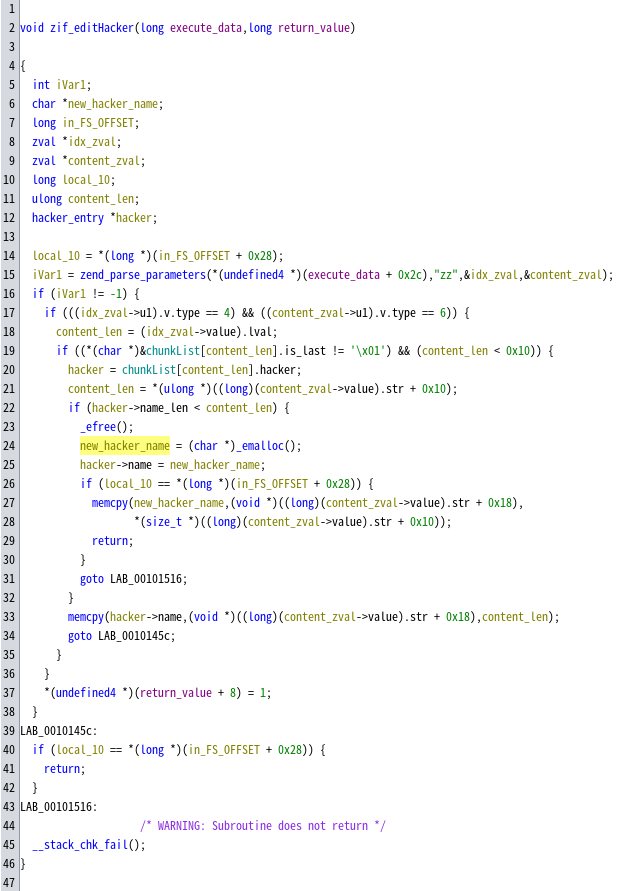 1
2 void zif_editHacker(long execute_data,long return_value)
3
4 {
5   int iVar1;
6   char *new_hacker_name;
7   long in_FS_OFFSET;
8   zval *idx_zval;
9   zval *content_zval;
10   long local_10;
11   ulong content_len;
12   hacker_entry *hacker;
13
14   local_10 = *(long *)(in_FS_OFFSET + 0x28);
15   iVar1 = zend_parse_parameters(*(undefined4 *)(execute_data + 0x2c),"zz",&idx_zval,&content_zval);
16   if (iVar1 != -1) {
17     if (((idx_zval->u1).v.type == 4) && ((content_zval->u1).v.type == 6)) {
18       content_len = (idx_zval->value).lval;
19       if ((*(char *)&chunkList[content_len].is_last != '\x01') && (content_len < 0x10)) {
20         hacker = chunkList[content_len].hacker;
21         content_len = *(ulong *)((long)(content_zval->value).str + 0x10);
22         if (hacker->name_len < content_len) {
23           _efree();
24           new_hacker_name = (char *)_emalloc();
25           hacker->name = new_hacker_name;
26           if (local_10 == *(long *)(in_FS_OFFSET + 0x28)) {
27             memcpy(new_hacker_name,(void *)((long)(content_zval->value).str + 0x18),
28                    *(size_t *)((long)(content_zval->value).str + 0x10));
29             return;
30           }
31           goto LAB_00101516;
32         }
33         memcpy(hacker->name,(void *)((long)(content_zval->value).str + 0x18),content_len);
34         goto LAB_0010145c;
35       }
36     }
37     *(undefined4 *)(return_value + 8) = 1;
38   }
39 LAB_0010145c:
40   if (local_10 == *(long *)(in_FS_OFFSET + 0x28)) {
41     return;
42   }
43 LAB_00101516:
44                     /* WARNING: Subroutine does not return */
45   __stack_chk_fail();
46 }
47